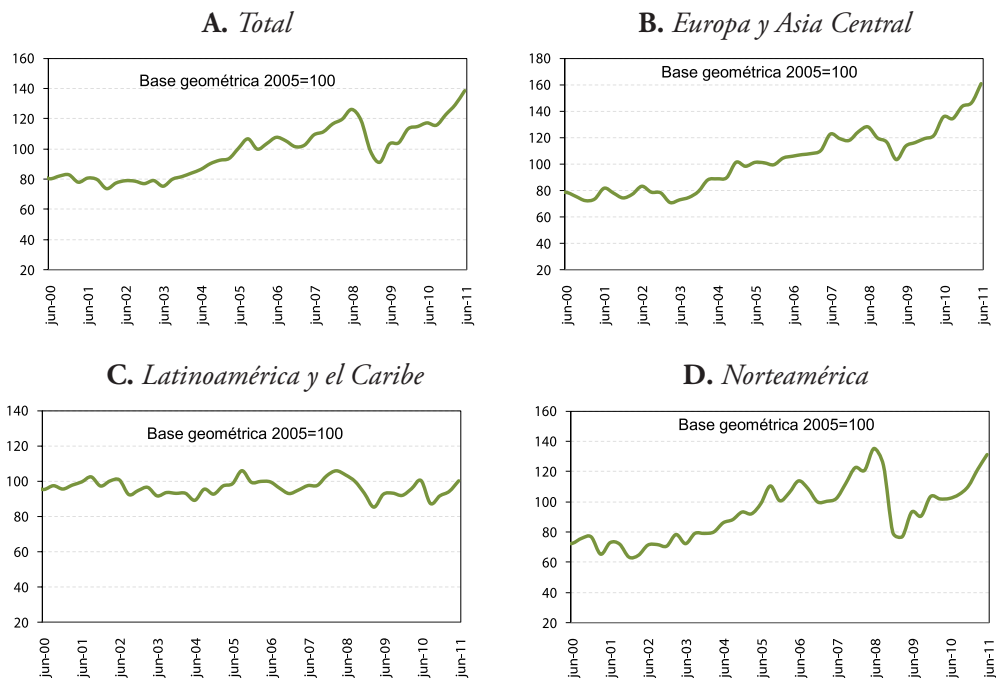 A. Total
160
Base geométrica 2005=100
140
120
100
80
60
40
20
jun-00
jun-01
jun-02
jun-03
jun-04
jun-05
jun-06
jun-07
jun-08
jun-09
jun-10
jun-11
B. Europa y Asia Central
180
Base geométrica 2005=100
160
140
120
100
80
60
40
20
jun-00
jun-01
jun-02
jun-03
jun-04
jun-05
jun-06
jun-07
jun-08
jun-09
jun-10
jun-11
C. Latinoamérica y el Caribe
140
Base geométrica 2005=100
120
100
80
60
40
20
jun-00
jun-01
jun-02
jun-03
jun-04
jun-05
jun-06
jun-07
jun-08
jun-09
jun-10
jun-11
D. Norteamérica
160
Base geométrica 2005=100
140
120
100
80
60
40
20
jun-00
jun-01
jun-02
jun-03
jun-04
jun-05
jun-06
jun-07
jun-08
jun-09
jun-10
jun-11